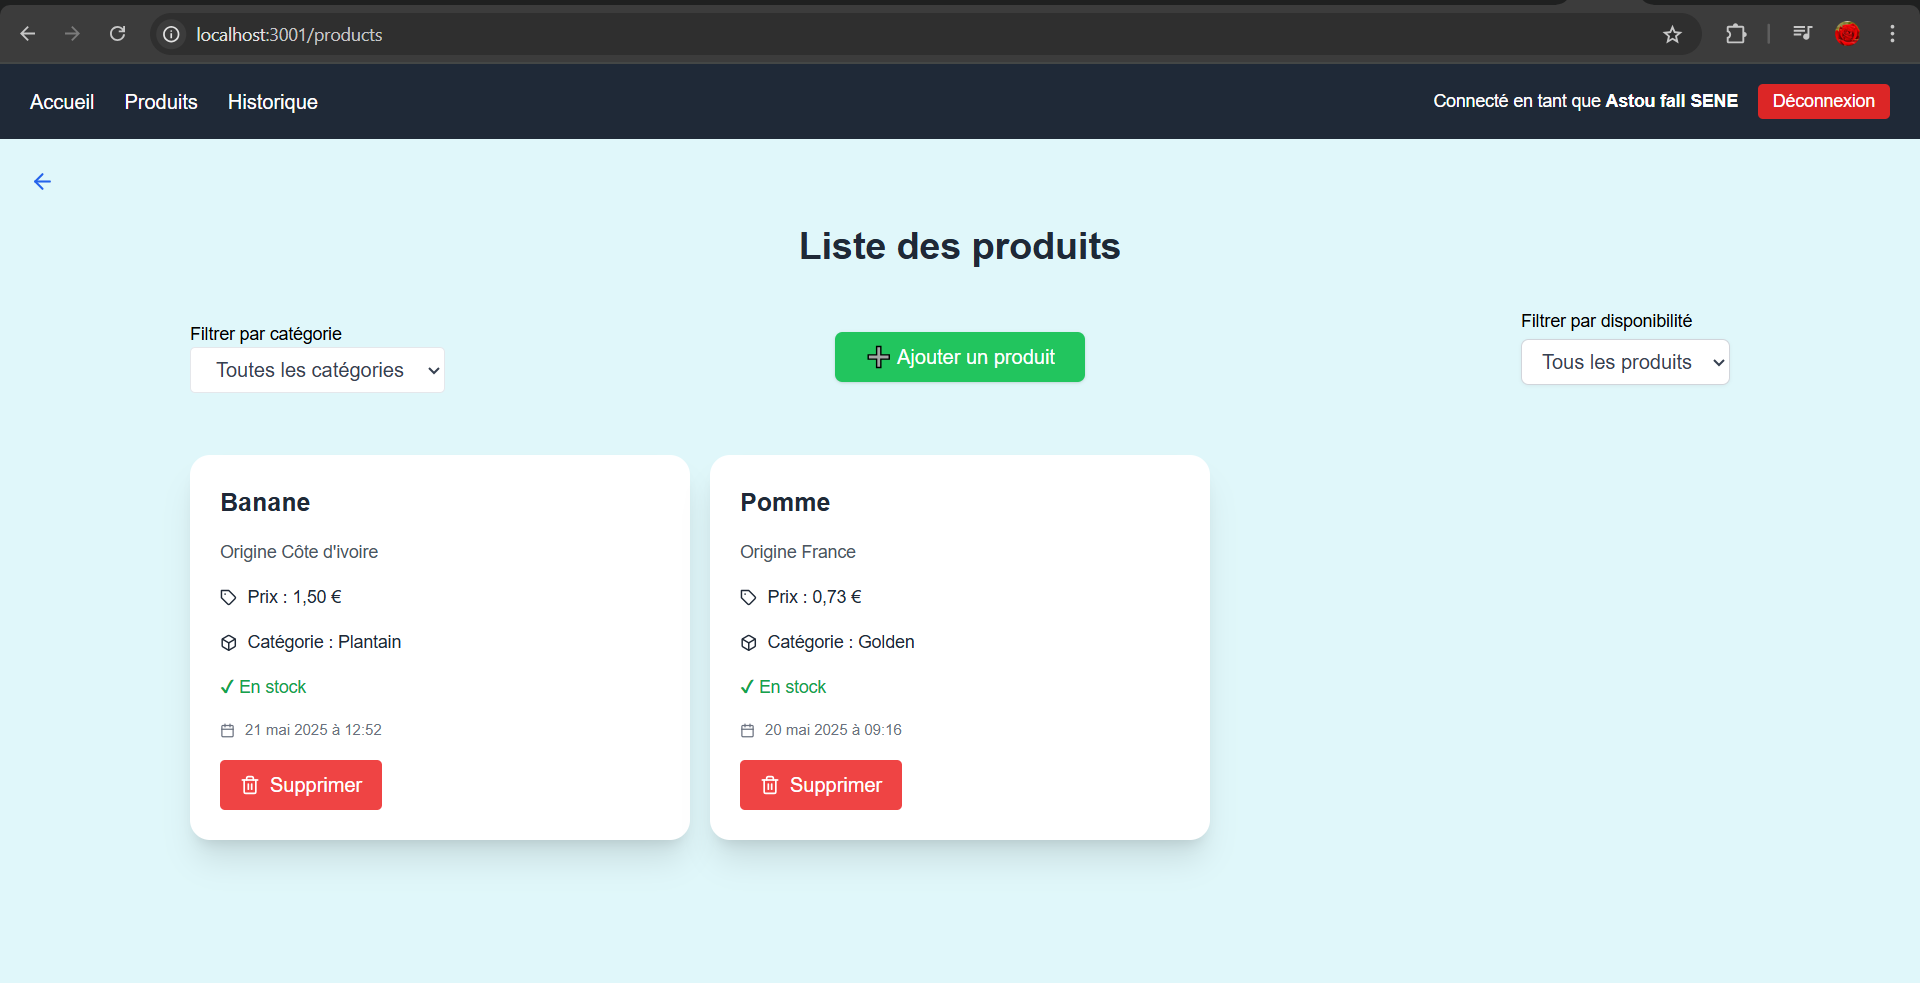 localhost:3001/products
Accueil Produits Historique Connecté en tant que Astou fall SENE Déconnexion
Liste des produits
Filtrer par catégorie
Toutes les catégories
Ajouter un produit
Filtrer par disponibilité
Tous les produits
Banane
Origine Côte d'ivoire
Prix : 1,50 €
Catégorie : Plantain
✓ En stock
21 mai 2025 à 12:52
Supprimer
Pomme
Origine France
Prix : 0,73 €
Catégorie : Golden
✓ En stock
20 mai 2025 à 09:16
Supprimer